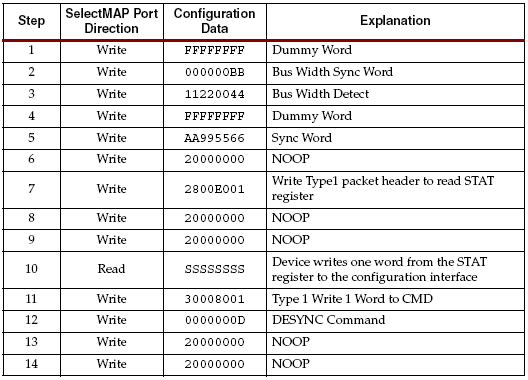 Step SelectMAP Port Direction Configuration Data Explanation
1 Write FFFFFFFF Dummy Word
2 Write 000000BB Bus Width Sync Word
3 Write 11220044 Bus Width Detect
4 Write FFFFFFFF Dummy Word
5 Write AA995566 Sync Word
6 Write 20000000 NOOP
7 Write 2800E001 Write Type1 packet header to read STAT register
8 Write 20000000 NOOP
9 Write 20000000 NOOP
10 Read SSSSSSSS Device writes one word from the STAT register to the configuration interface
11 Write 30008001 Type 1 Write 1 Word to CMD
12 Write 0000000D DESYNC Command
13 Write 20000000 NOOP
14 Write 20000000 NOOP